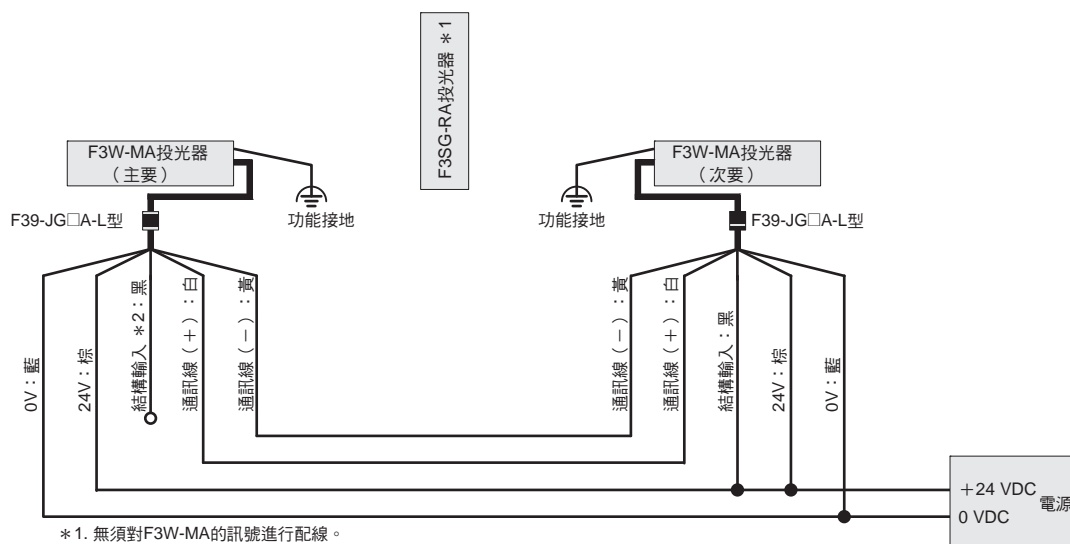 F3SG-RA投光器 *1
F3W-MA投光器
（主要）
F3W-MA投光器
（次要）
F39-JG□A-L型
功能接地
功能接地
F39-JG□A-L型
0V：藍
24V：棕
結構輸入 *2：黑
通訊線（+）：白
通訊線（−）：黃
通訊線（−）：黃
通訊線（+）：白
結構輸入：黑
24V：棕
0V：藍
+24 VDC
電源
0 VDC
*1. 無須對F3W-MA的訊號進行配線。